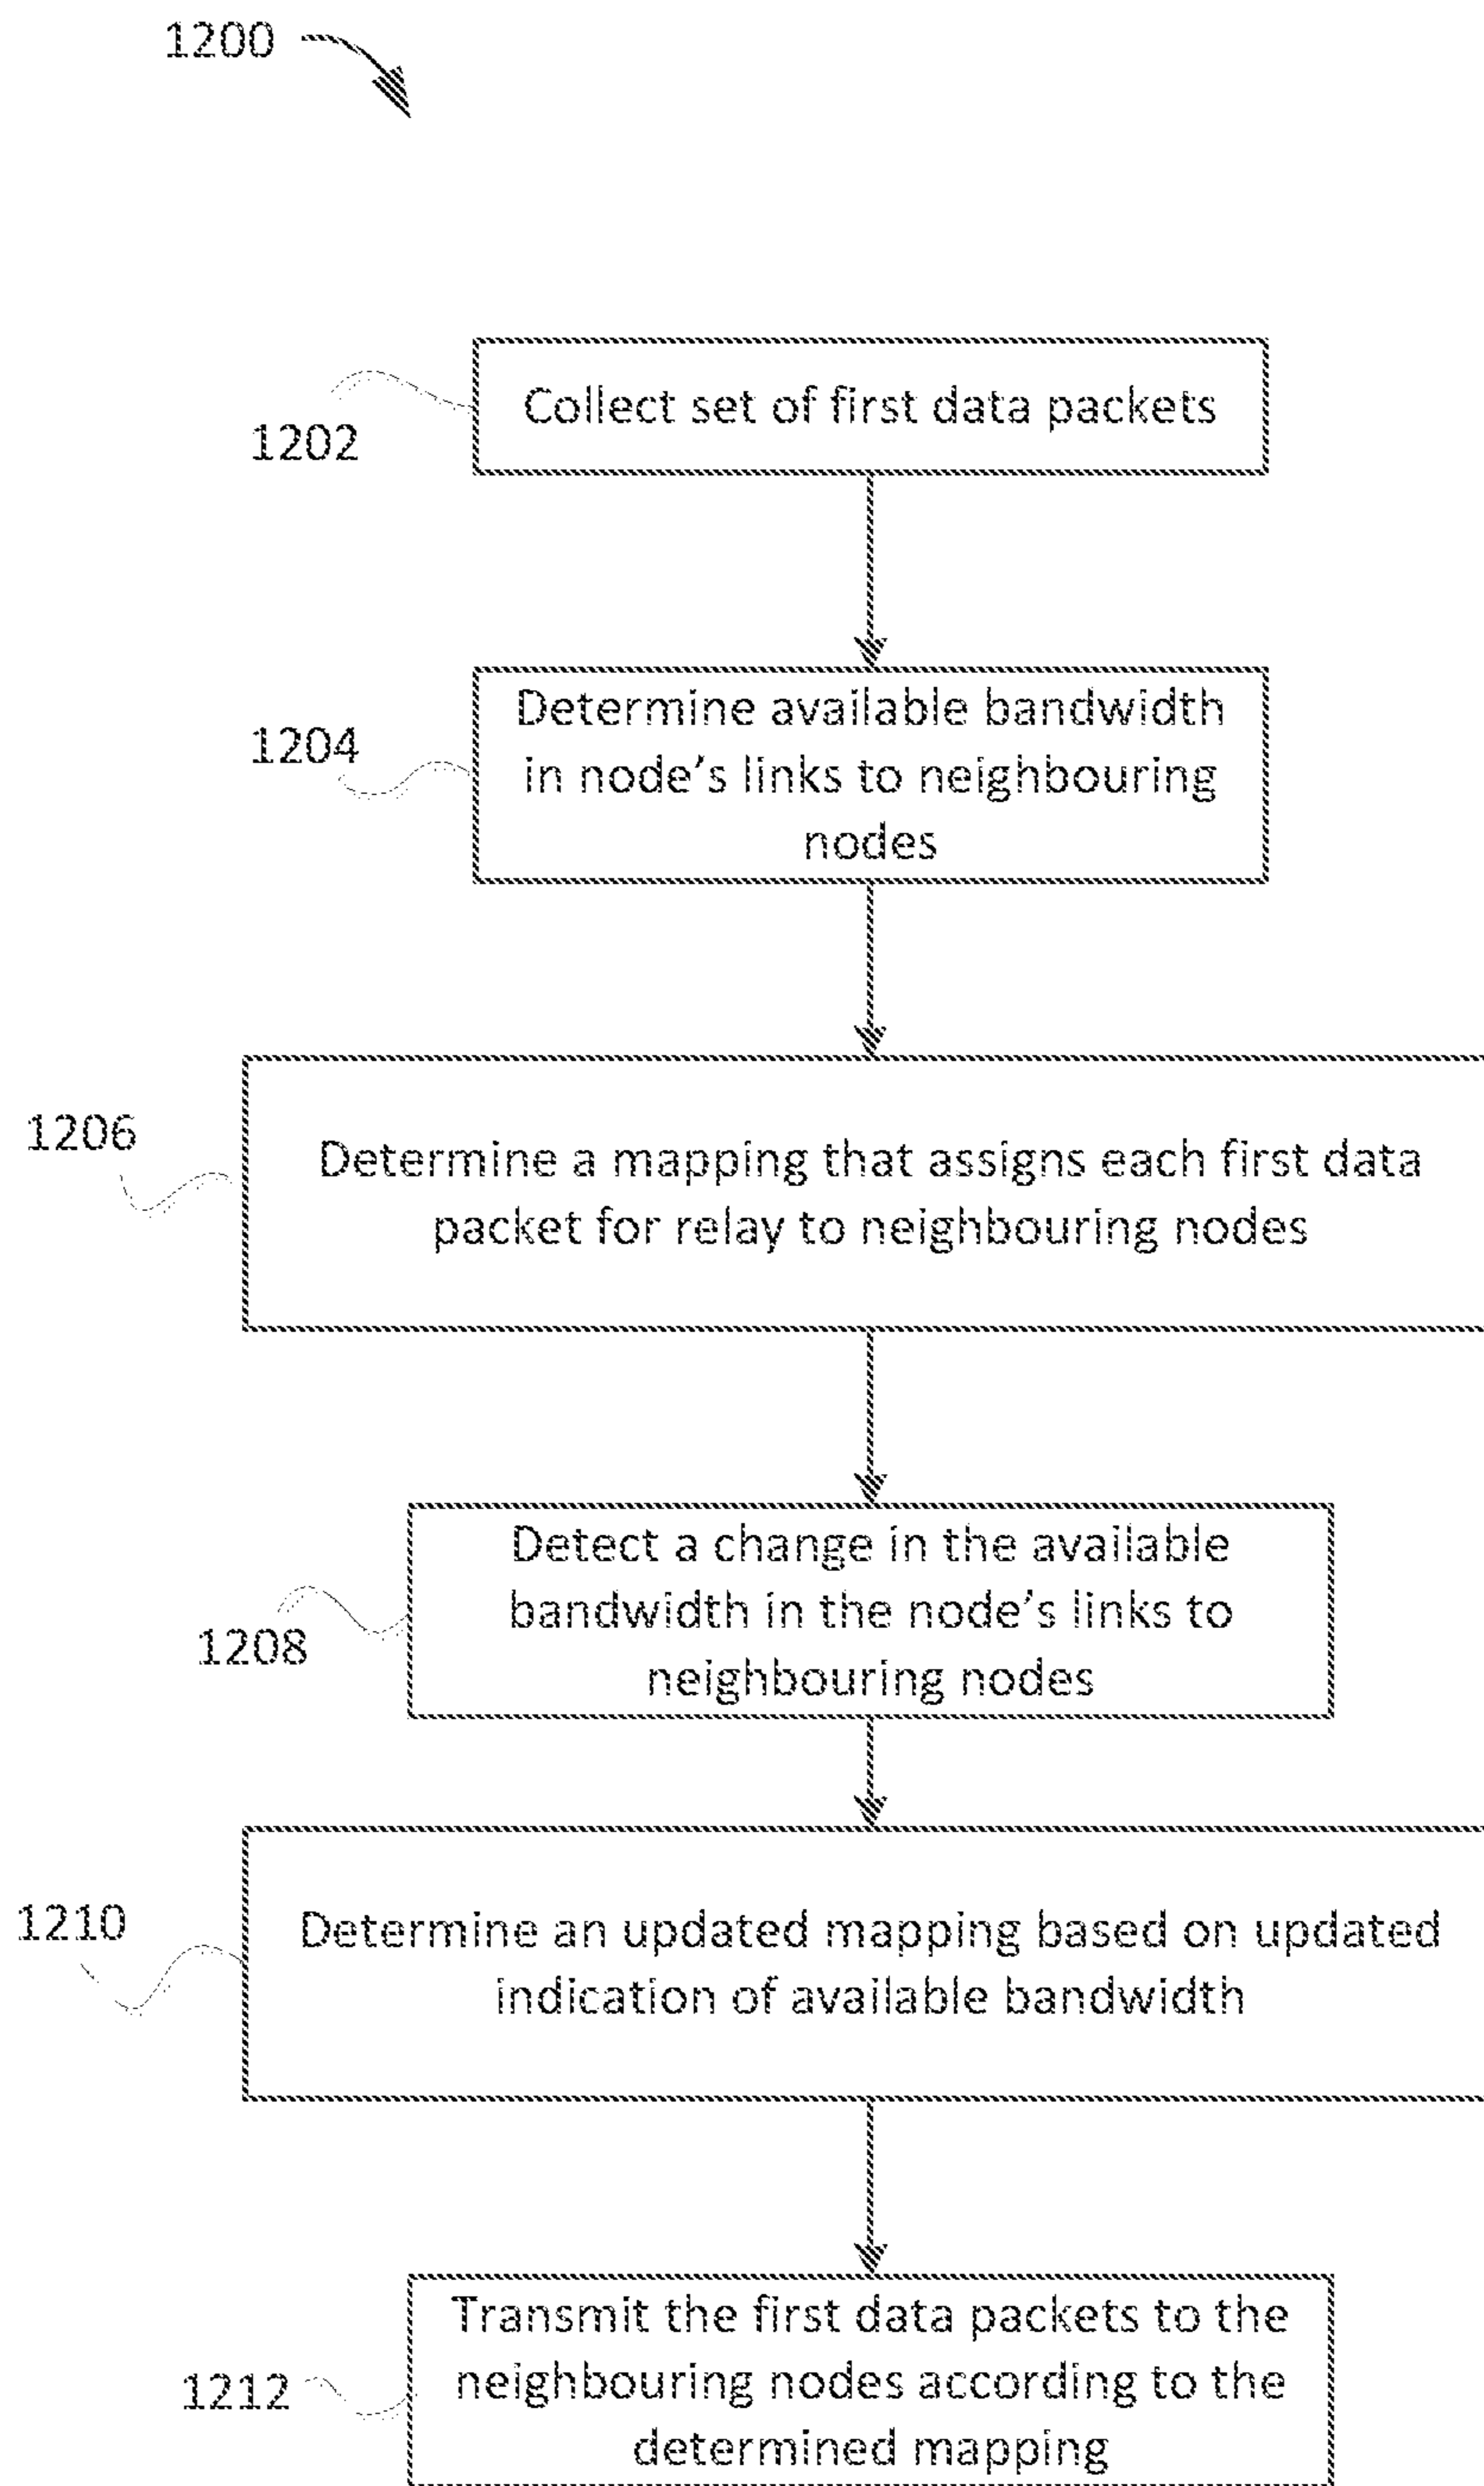 1200
Collect set of first data packets
1202
Determine available bandwidth
in node's links to neighbouring
nodes
1204
Determine a mapping that assigns each first data
packet for relay to neighbouring nodes
1206
Detect a change in the available
bandwidth in the node's links to
neighbouring nodes
1208
Determine an updated mapping based on updated
indication of available bandwidth
1210
Transmit the first data packets to the
neighbouring nodes according to the
determined mapping
1212